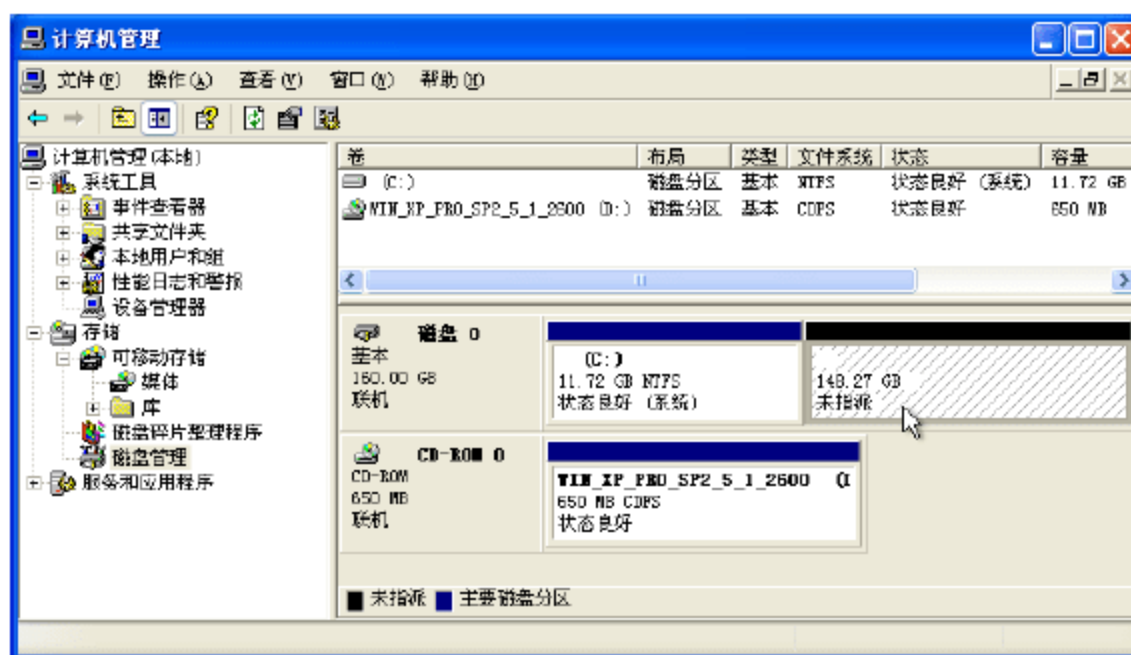 计算机管理
文件(F) 操作(A) 查看(V) 窗口(W) 帮助(H)
计算机管理(本地)
系统工具
事件查看器
共享文件夹
本地用户和组
性能日志和警报
设备管理器
存储
可移动存储
媒体
库
磁盘碎片整理程序
磁盘管理
服务和应用程序
卷 布局 类型 文件系统 状态 容量
(C:) 磁盘分区 基本 NTFS 状态良好 (系统) 11.72 GB
WIN_XP_PRO_SP2_5_1_2600 (D:) 磁盘分区 基本 CDFS 状态良好 650 MB
磁盘 0
基本
160.00 GB
联机
(C:)
11.72 GB NTFS
状态良好 (系统)
148.27 GB
未指派
CD-ROM 0
CD-ROM
650 MB
联机
WIN_XP_PRO_SP2_5_1_2600 (D
650 MB CDFS
状态良好
未指派 主要磁盘分区